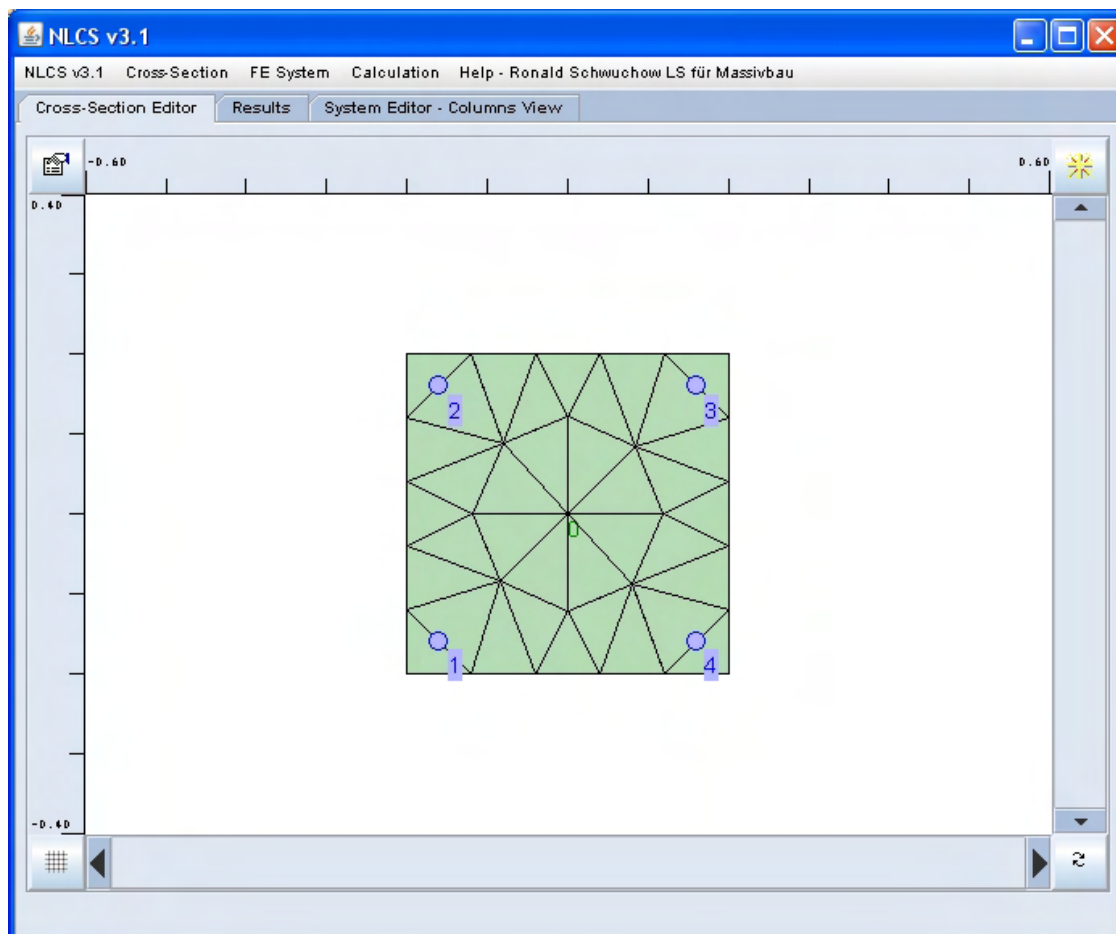 NLCS v3.1
NLCS v3.1 Cross-Section FE System Calculation Help - Ronald Schwuchow LS für Massivbau
Cross-Section Editor Results System Editor - Columns View
-0.60 0.60
0.40
2 3
0
1 4
-0.40